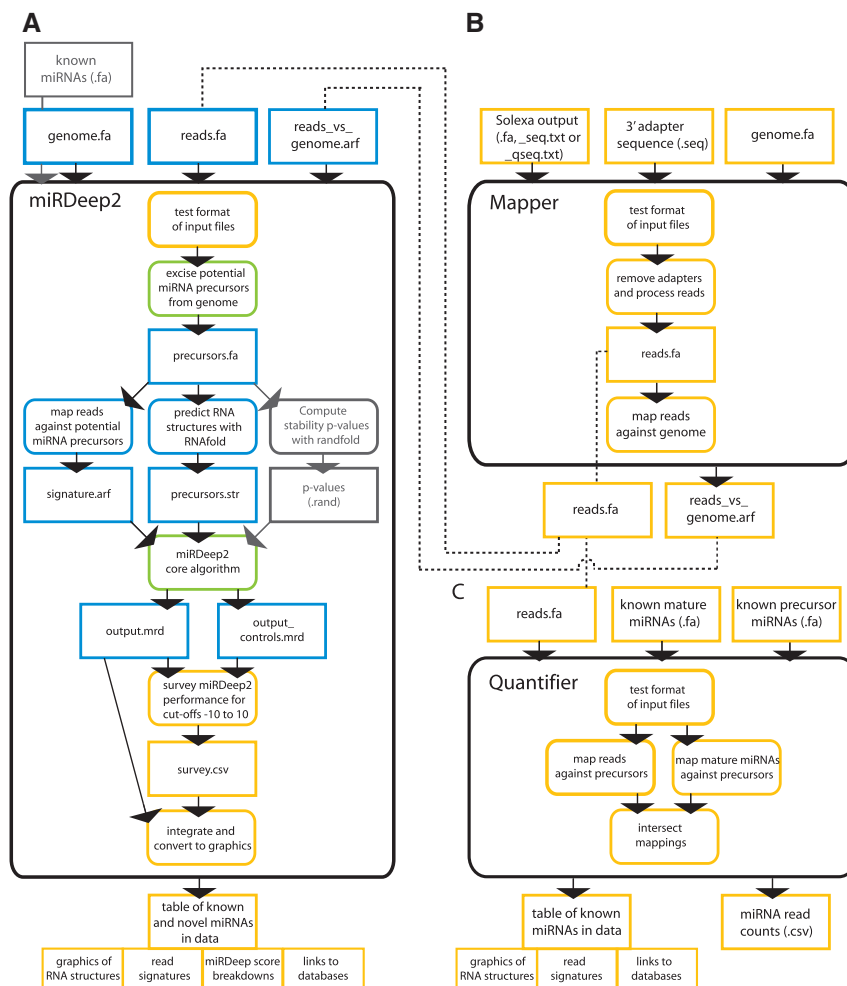 A
known
miRNAs (.fa)
genome.fa
reads.fa
reads_vs_
genome.arf
miRDeep2
test format
of input files
excise potential
miRNA precursors
from genome
precursors.fa
map reads
against potential
miRNA precursors
predict RNA
structures with
RNAfold
Compute
stability p-values
with randfold
signature.arf
precursors.str
p-values
(.rand)
miRDeep2
core algorithm
output.mrd
output_
controls.mrd
survey miRDeep2
performance for
cut-offs -10 to 10
survey.csv
integrate and
convert to graphics
table of known
and novel miRNAs
in data
graphics of
RNA structures
read
signatures
miRDeep score
breakdowns
links to
databases
B
Solexa output
(.fa, _seq.txt or
_qseq.txt)
3' adapter
sequence (.seq)
genome.fa
Mapper
test format
of input files
remove adapters
and process reads
reads.fa
map reads
against genome
reads.fa
reads_vs_
genome.arf
C
reads.fa
known mature
miRNAs (.fa)
known precursor
miRNAs (.fa)
Quantifier
test format
of input files
map reads
against precursors
map mature miRNAs
against precursors
intersect
mappings
table of known
miRNAs in data
miRNA read
counts (.csv)
graphics of
RNA structures
read
signatures
links to
databases